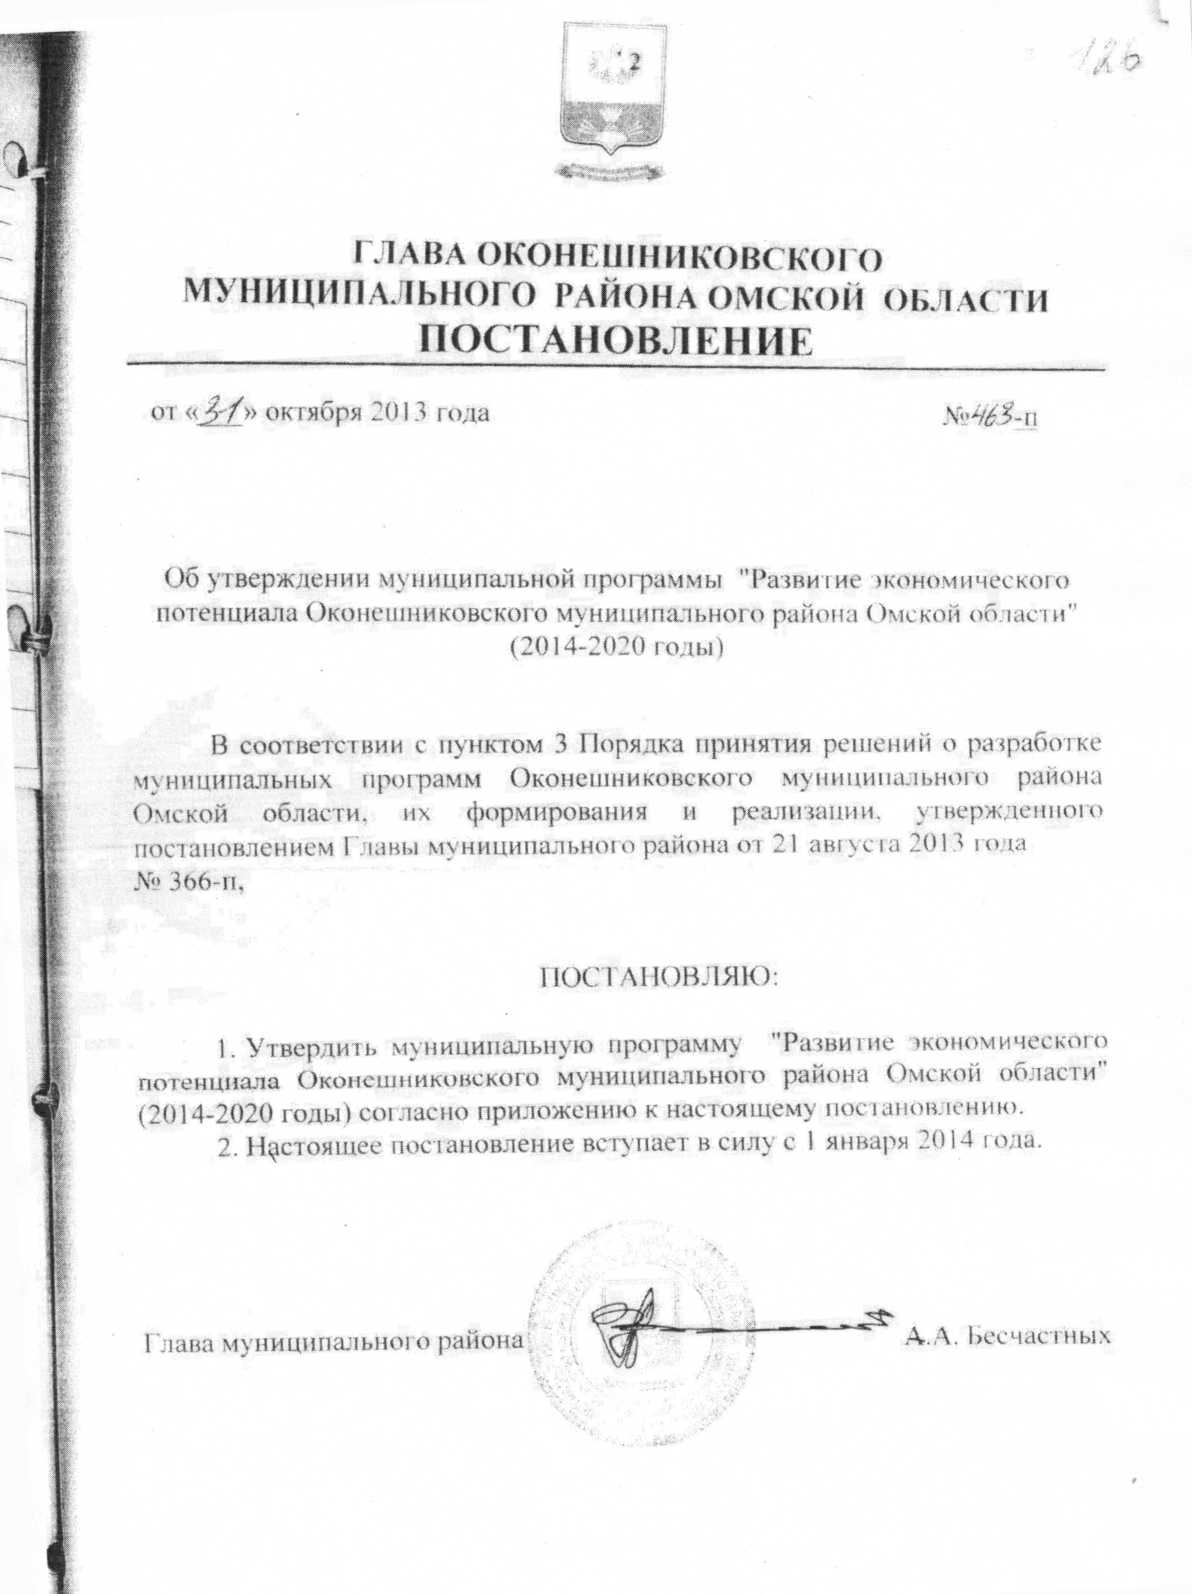 126
2
ГЛАВА ОКОНЕШНИКОВСКОГО
МУНИЦИПАЛЬНОГО РАЙОНА ОМСКОЙ ОБЛАСТИ
ПОСТАНОВЛЕНИЕ
от «31» октября 2013 года №463-п
Об утверждении муниципальной программы "Развитие экономического
потенциала Оконешниковского муниципального района Омской области"
(2014-2020 годы)
В соответствии с пунктом 3 Порядка принятия решений о разработке
муниципальных программ Оконешниковского муниципального района
Омской области, их формирования и реализации, утвержденного
постановлением Главы муниципального района от 21 августа 2013 года
№ 366-п,
ПОСТАНОВЛЯЮ:
1. Утвердить муниципальную программу "Развитие экономического
потенциала Оконешниковского муниципального района Омской области"
(2014-2020 годы) согласно приложению к настоящему постановлению.
2. Настоящее постановление вступает в силу с 1 января 2014 года.
Глава муниципального района А.А. Бесчастных